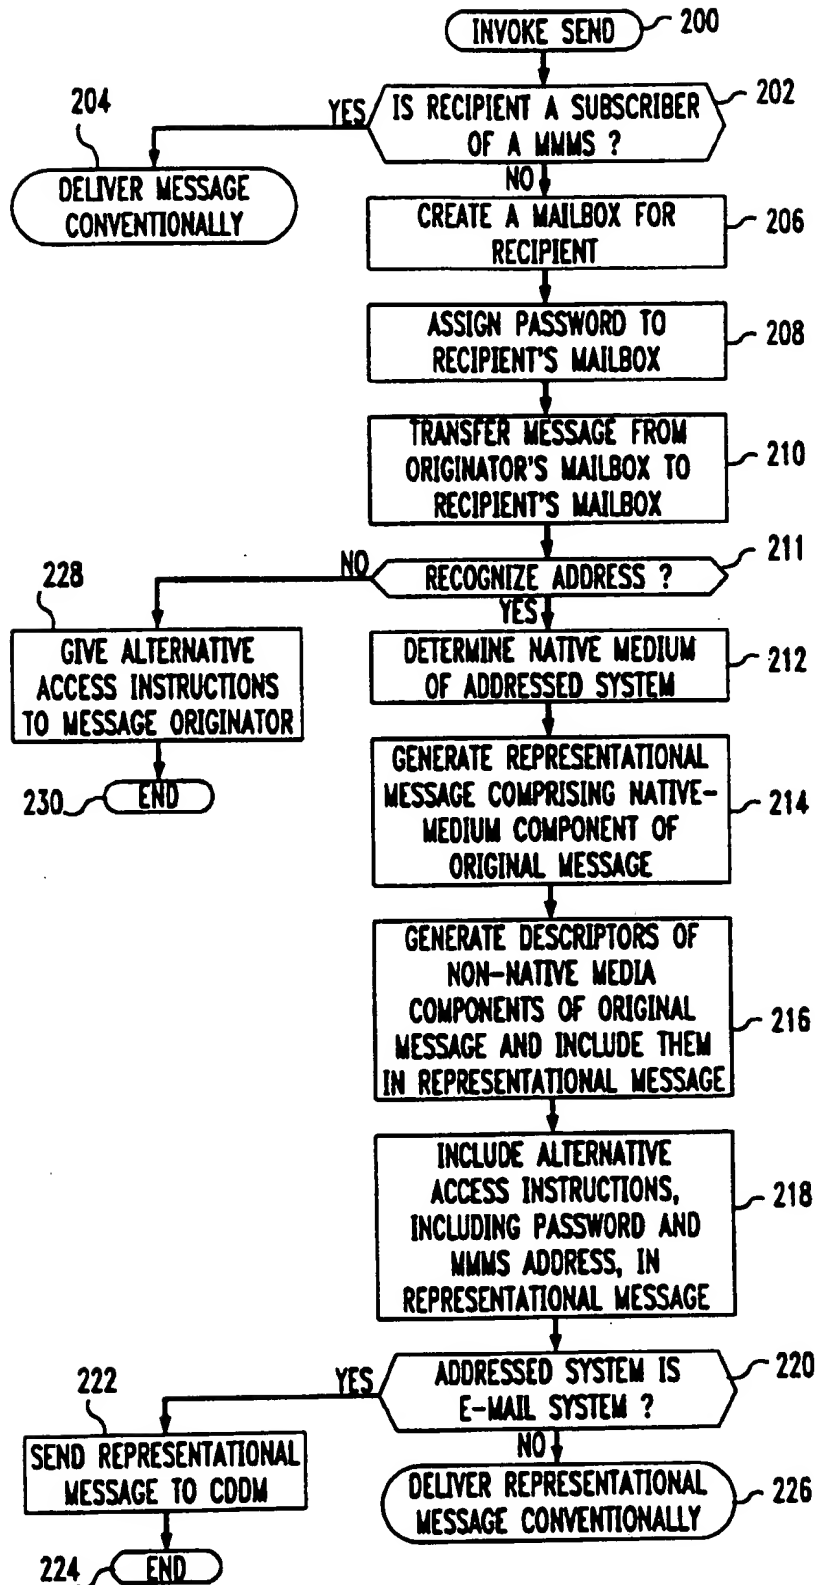 INVOKE SEND
200
IS RECIPIENT A SUBSCRIBER
OF A MMMS ?
202
YES
204
DELIVER MESSAGE
CONVENTIONALLY
NO
CREATE A MAILBOX FOR
RECIPIENT
206
ASSIGN PASSWORD TO
RECIPIENT'S MAILBOX
208
TRANSFER MESSAGE FROM
ORIGINATOR'S MAILBOX TO
RECIPIENT'S MAILBOX
210
RECOGNIZE ADDRESS ?
211
NO
228
GIVE ALTERNATIVE
ACCESS INSTRUCTIONS
TO MESSAGE ORIGINATOR
230
END
YES
DETERMINE NATIVE MEDIUM
OF ADDRESSED SYSTEM
212
GENERATE REPRESENTATIONAL
MESSAGE COMPRISING NATIVE-
MEDIUM COMPONENT OF
ORIGINAL MESSAGE
214
GENERATE DESCRIPTORS OF
NON-NATIVE MEDIA
COMPONENTS OF ORIGINAL
MESSAGE AND INCLUDE THEM
IN REPRESENTATIONAL MESSAGE
216
INCLUDE ALTERNATIVE
ACCESS INSTRUCTIONS,
INCLUDING PASSWORD AND
MMMS ADDRESS, IN
REPRESENTATIONAL MESSAGE
218
ADDRESSED SYSTEM IS
E-MAIL SYSTEM ?
220
YES
222
SEND REPRESENTATIONAL
MESSAGE TO CDDM
224
END
NO
DELIVER REPRESENTATIONAL
MESSAGE CONVENTIONALLY
226